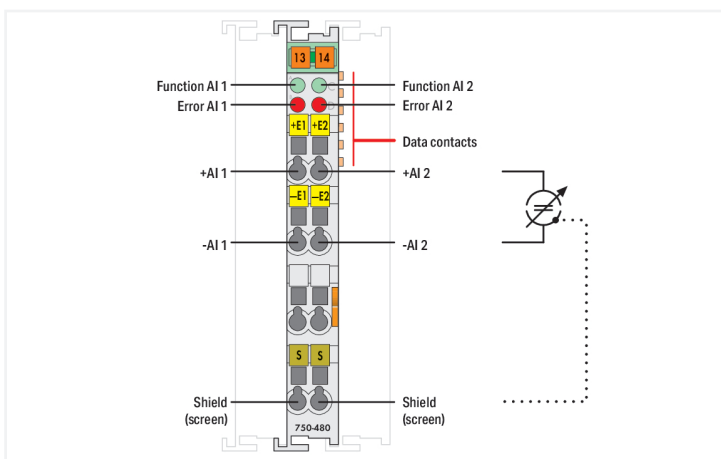 13 14
Function AI 1
Function AI 2
C
Error AI 1
Error AI 2
D
+E1 +E2
Data contacts
+AI 1
+AI 2
–E1 –E2
-AI 1
-AI 2
S S
Shield
(screen)
Shield
(screen)
750-480